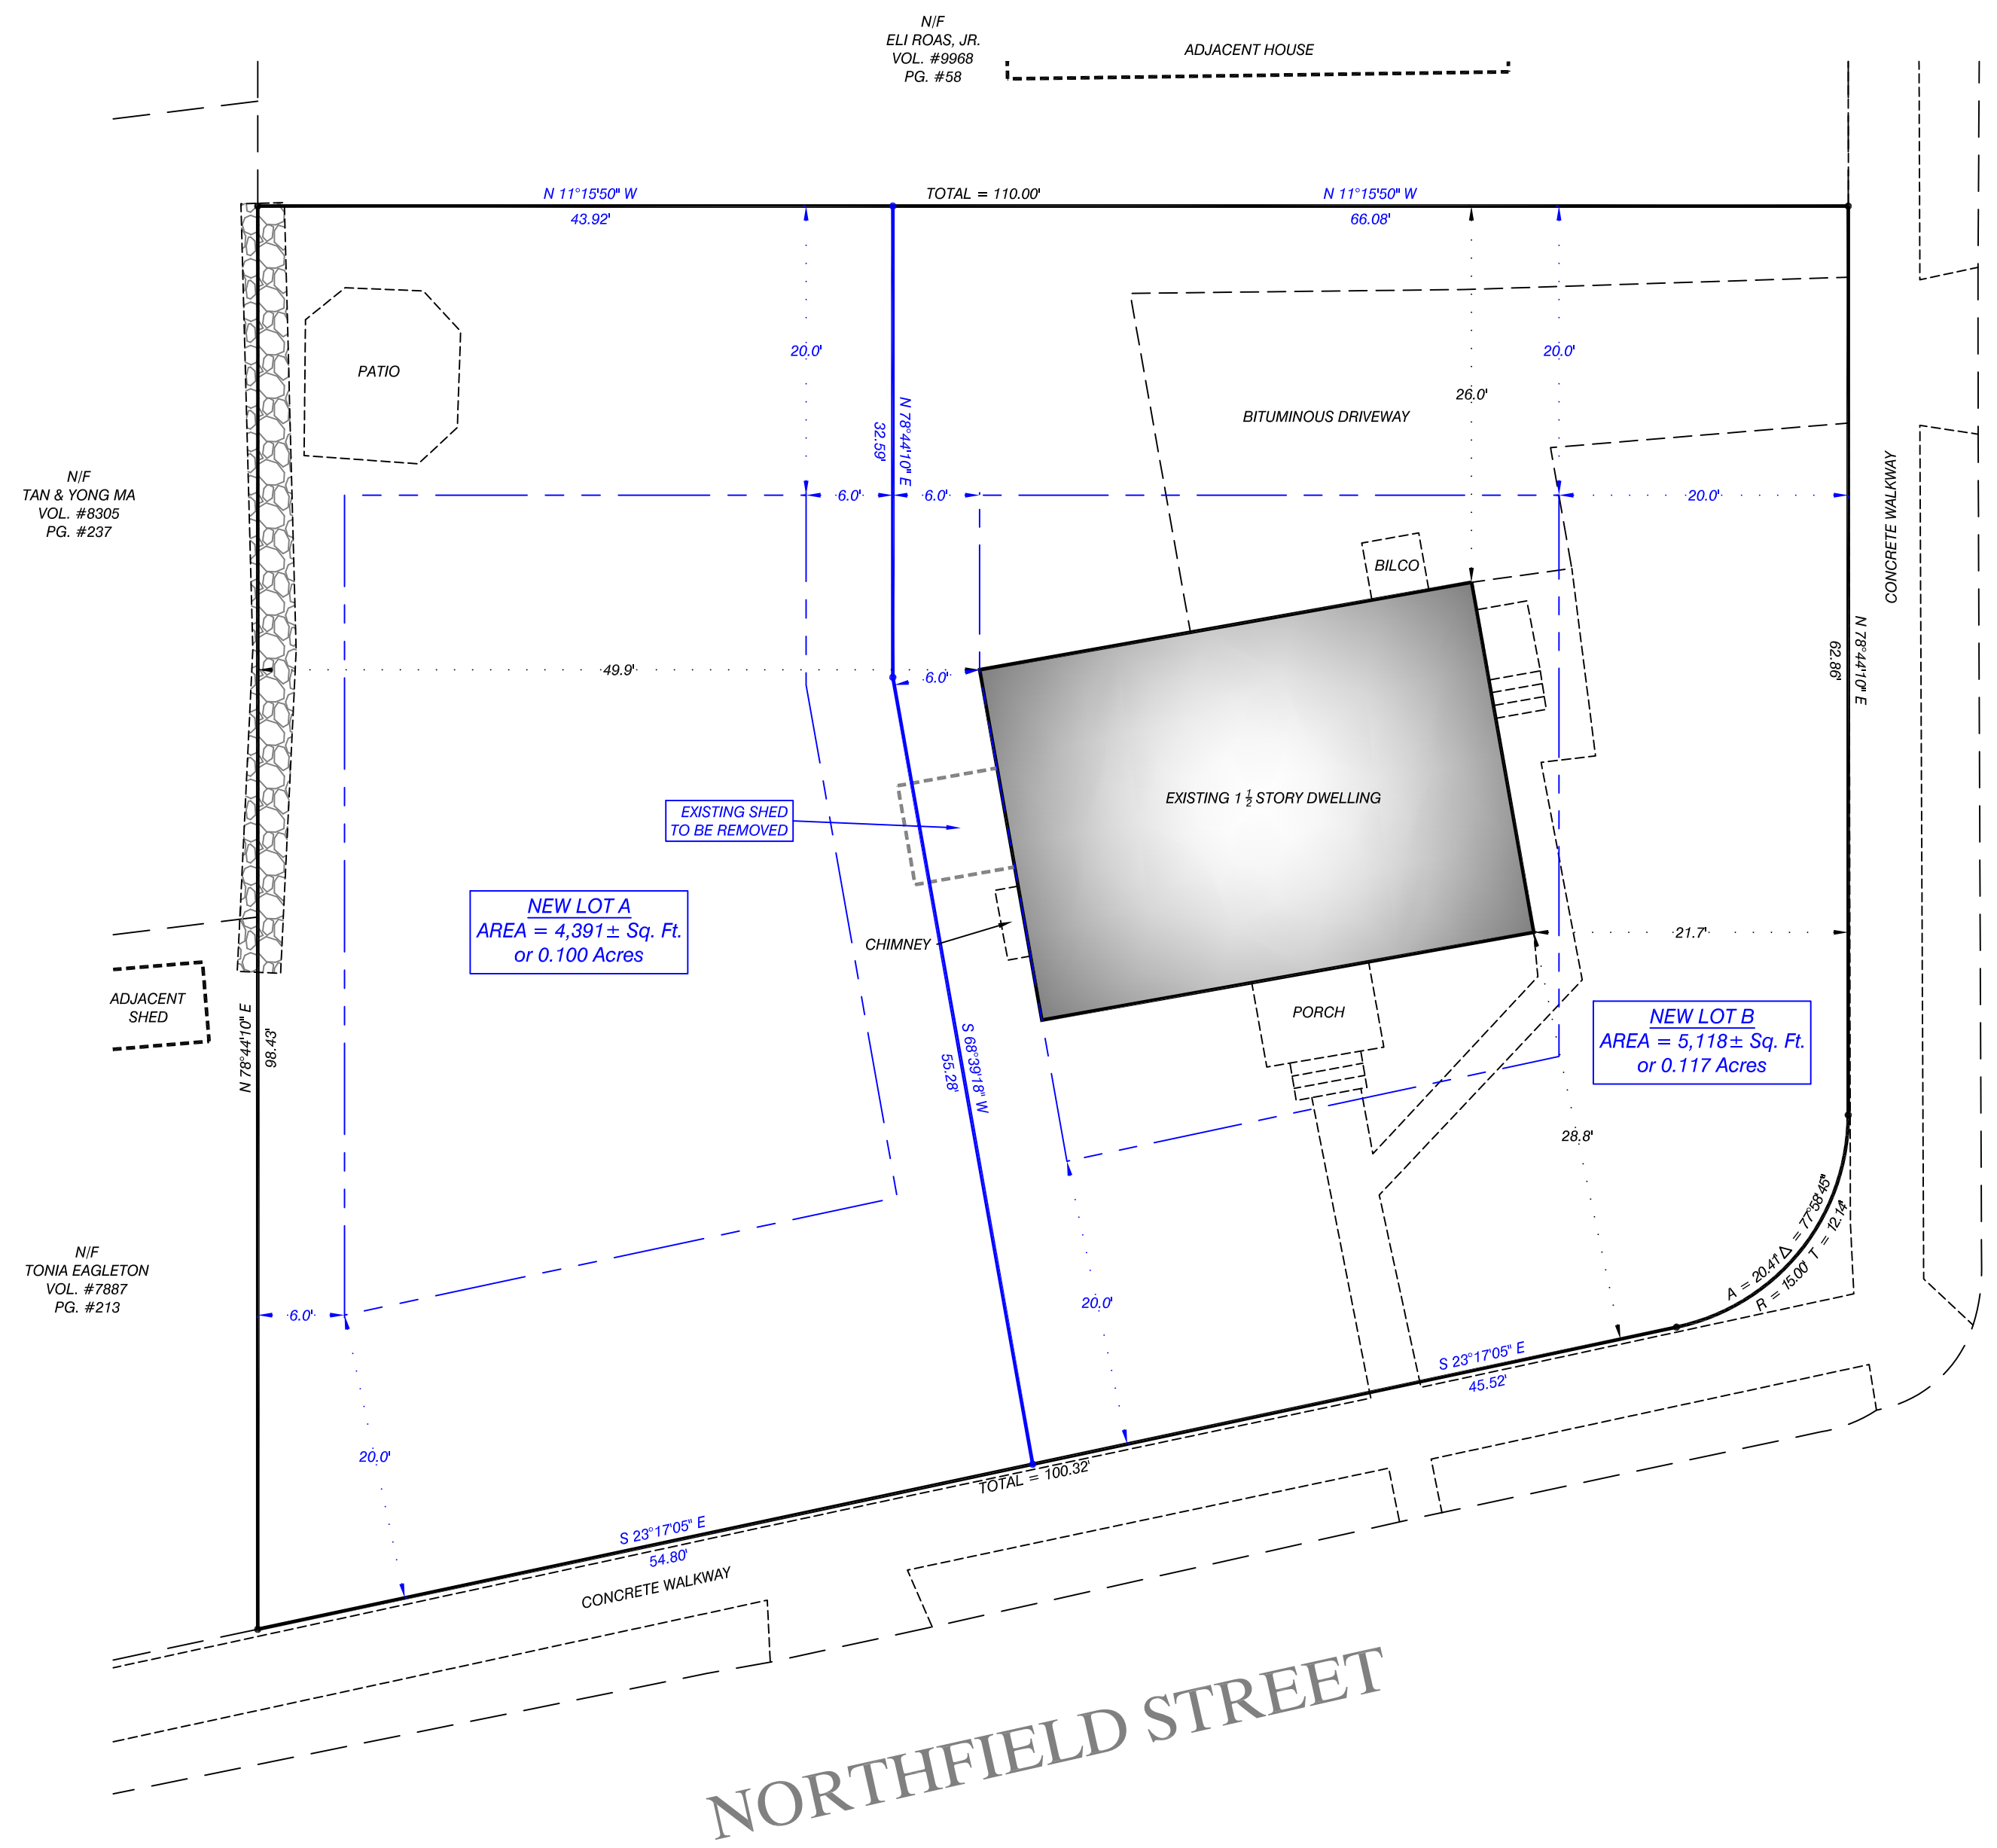 N/F
ELI ROAS, JR.
VOL. #9968
PG. #58
ADJACENT HOUSE
N 11°15'50" W
43.92'
TOTAL = 110.00'
N 11°15'50" W
66.08'
20.0'
20.0'
26.0'
PATIO
BITUMINOUS DRIVEWAY
N 78°44'10" E
32.59'
N/F
TAN & YONG MA
VOL. #8305
PG. #237
6.0'
6.0'
20.0'
CONCRETE WALKWAY
BILCO
49.9'
6.0'
N 78°44'10" E
62.86'
EXISTING SHED
TO BE REMOVED
EXISTING 1 1/2 STORY DWELLING
NEW LOT A
AREA = 4,391± Sq. Ft.
or 0.100 Acres
CHIMNEY
21.7'
ADJACENT
SHED
N 78°44'10" E
98.43'
PORCH
NEW LOT B
AREA = 5,118± Sq. Ft.
or 0.117 Acres
S 68°39'18" W
55.28'
28.8'
A = 20.41' Δ = 77°58'45"
R = 15.00' T = 12.14'
N/F
TONIA EAGLETON
VOL. #7887
PG. #213
6.0'
20.0'
S 23°17'05" E
45.52'
20.0'
TOTAL = 100.32'
S 23°17'05" E
54.80'
CONCRETE WALKWAY
NORTHFIELD STREET